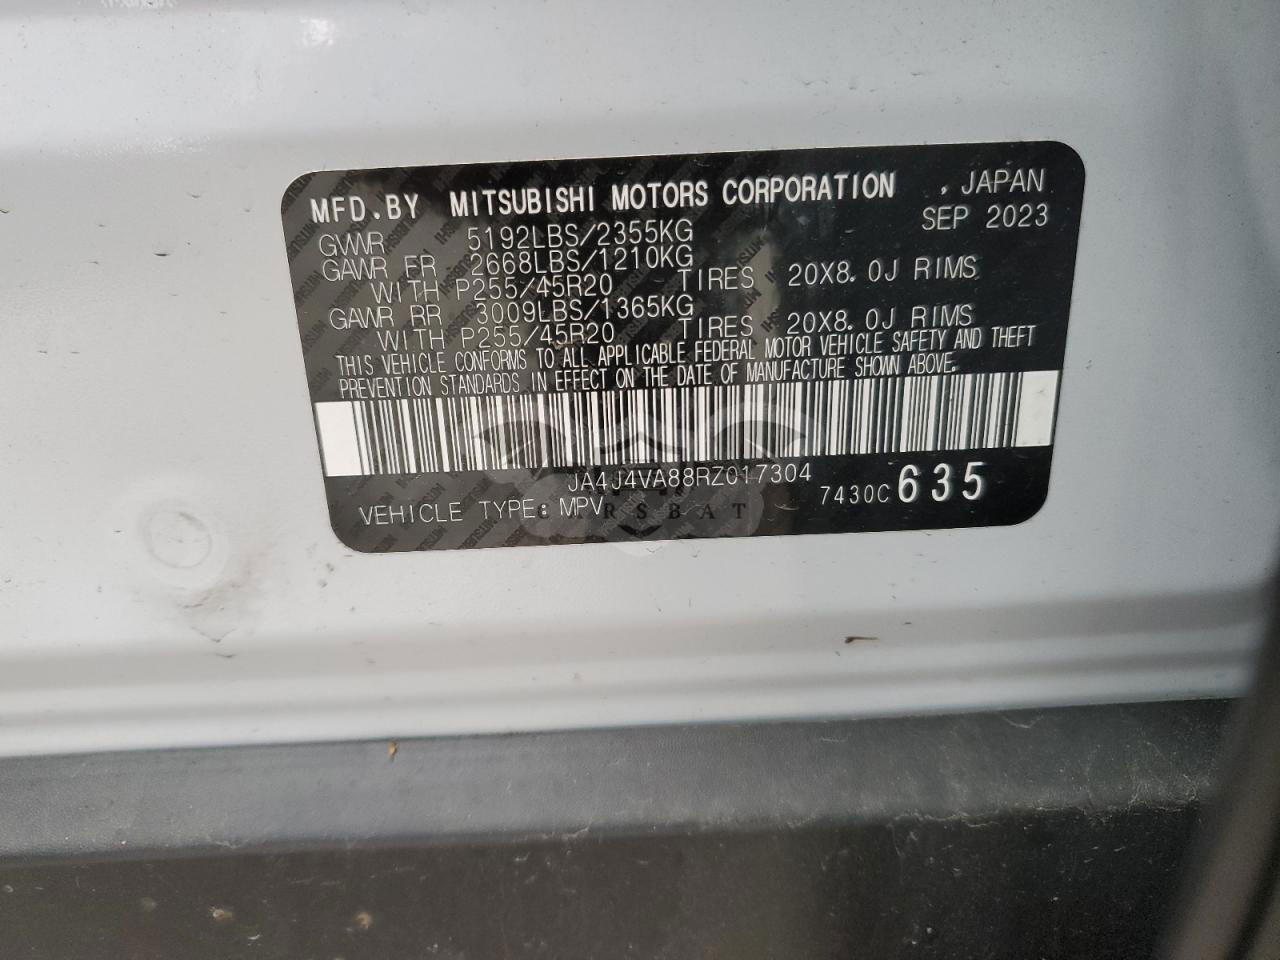 MFD.BY MITSUBISHI MOTORS CORPORATION , JAPAN
SEP 2023
GVWR 5192LBS/2355KG
GAWR FR 2668LBS/1210KG
WITH P255/45R20 TIRES 20X8.0J RIMS
GAWR RR 3009LBS/1365KG
WITH P255/45R20 TIRES 20X8.0J RIMS
THIS VEHICLE CONFORMS TO ALL APPLICABLE FEDERAL MOTOR VEHICLE SAFETY AND THEFT
PREVENTION STANDARDS IN EFFECT ON THE DATE OF MANUFACTURE SHOWN ABOVE.
JA4J4VA88RZ017304
7430C 635
VEHICLE TYPE: MPV
CARSBAT